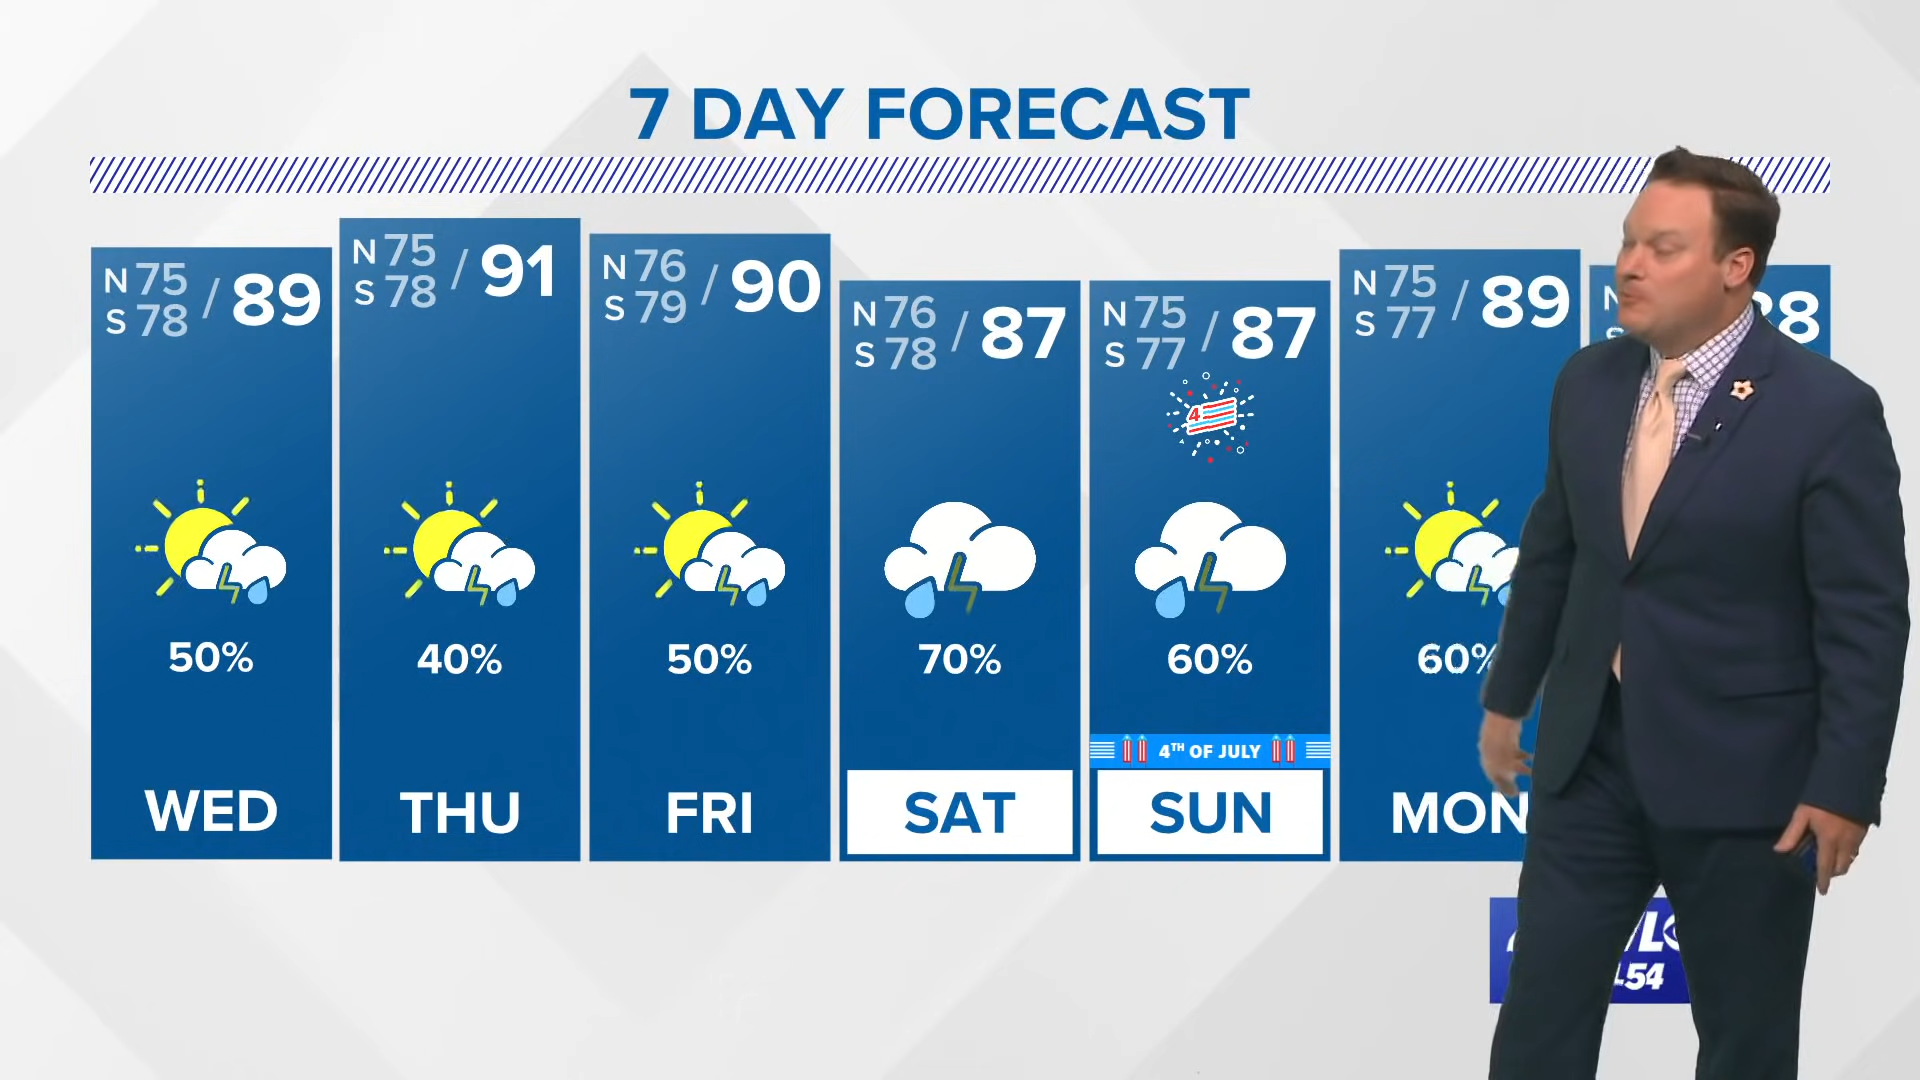 7 DAY FORECAST
N 75
S 78
/ 89
50%
WED
N 75
S 78
/ 91
40%
THU
N 76
S 79
/ 90
50%
FRI
N 76
S 78
/ 87
70%
SAT
N 75
S 77
/ 87
4
60%
4TH OF JULY
SUN
N 75
S 77
/ 89
60%
MON
N
S
88
WL
54